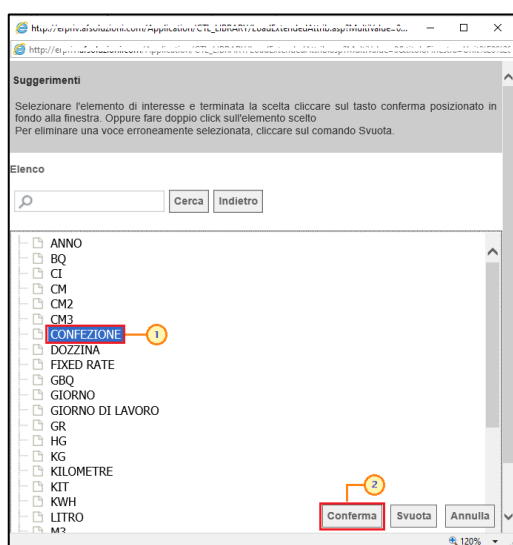 Suggerimenti
Selezionare l'elemento di interesse e terminata la scelta cliccare sul tasto conferma posizionato in
fondo alla finestra. Oppure fare doppio click sull'elemento scelto
Per eliminare una voce erroneamente selezionata, cliccare sul comando Svuota.
Elenco
Cerca Indietro
ANNO
BQ
CI
CM
CM2
CM3
CONFEZIONE 1
DOZZINA
FIXED RATE
GBQ
GIORNO
GIORNO DI LAVORO
GR
HG
KG
KILOMETRE
KIT 2
KWH
LITRO Conferma Svuota Annulla
M3
120%